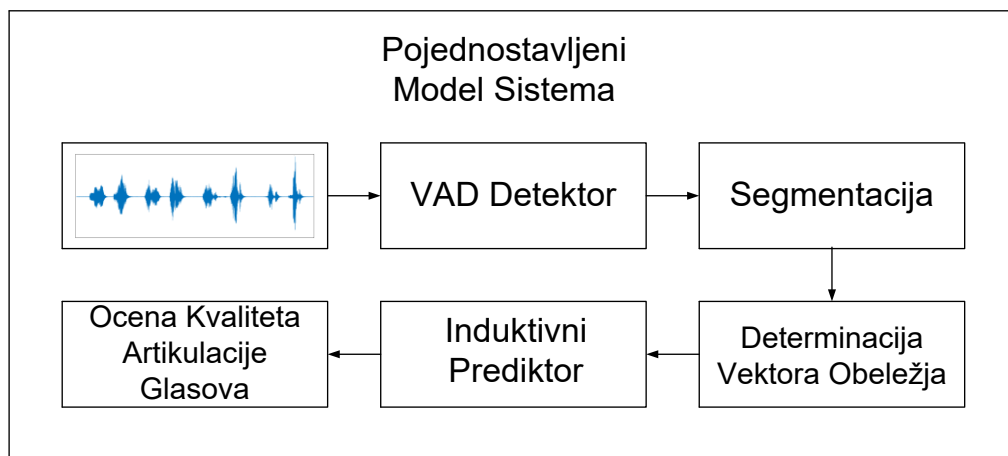 Pojednostavljeni
Model Sistema
VAD Detektor
Segmentacija
Determinacija
Vektora Obeležja
Induktivni
Prediktor
Ocena Kvaliteta
Artikulacije
Glasova